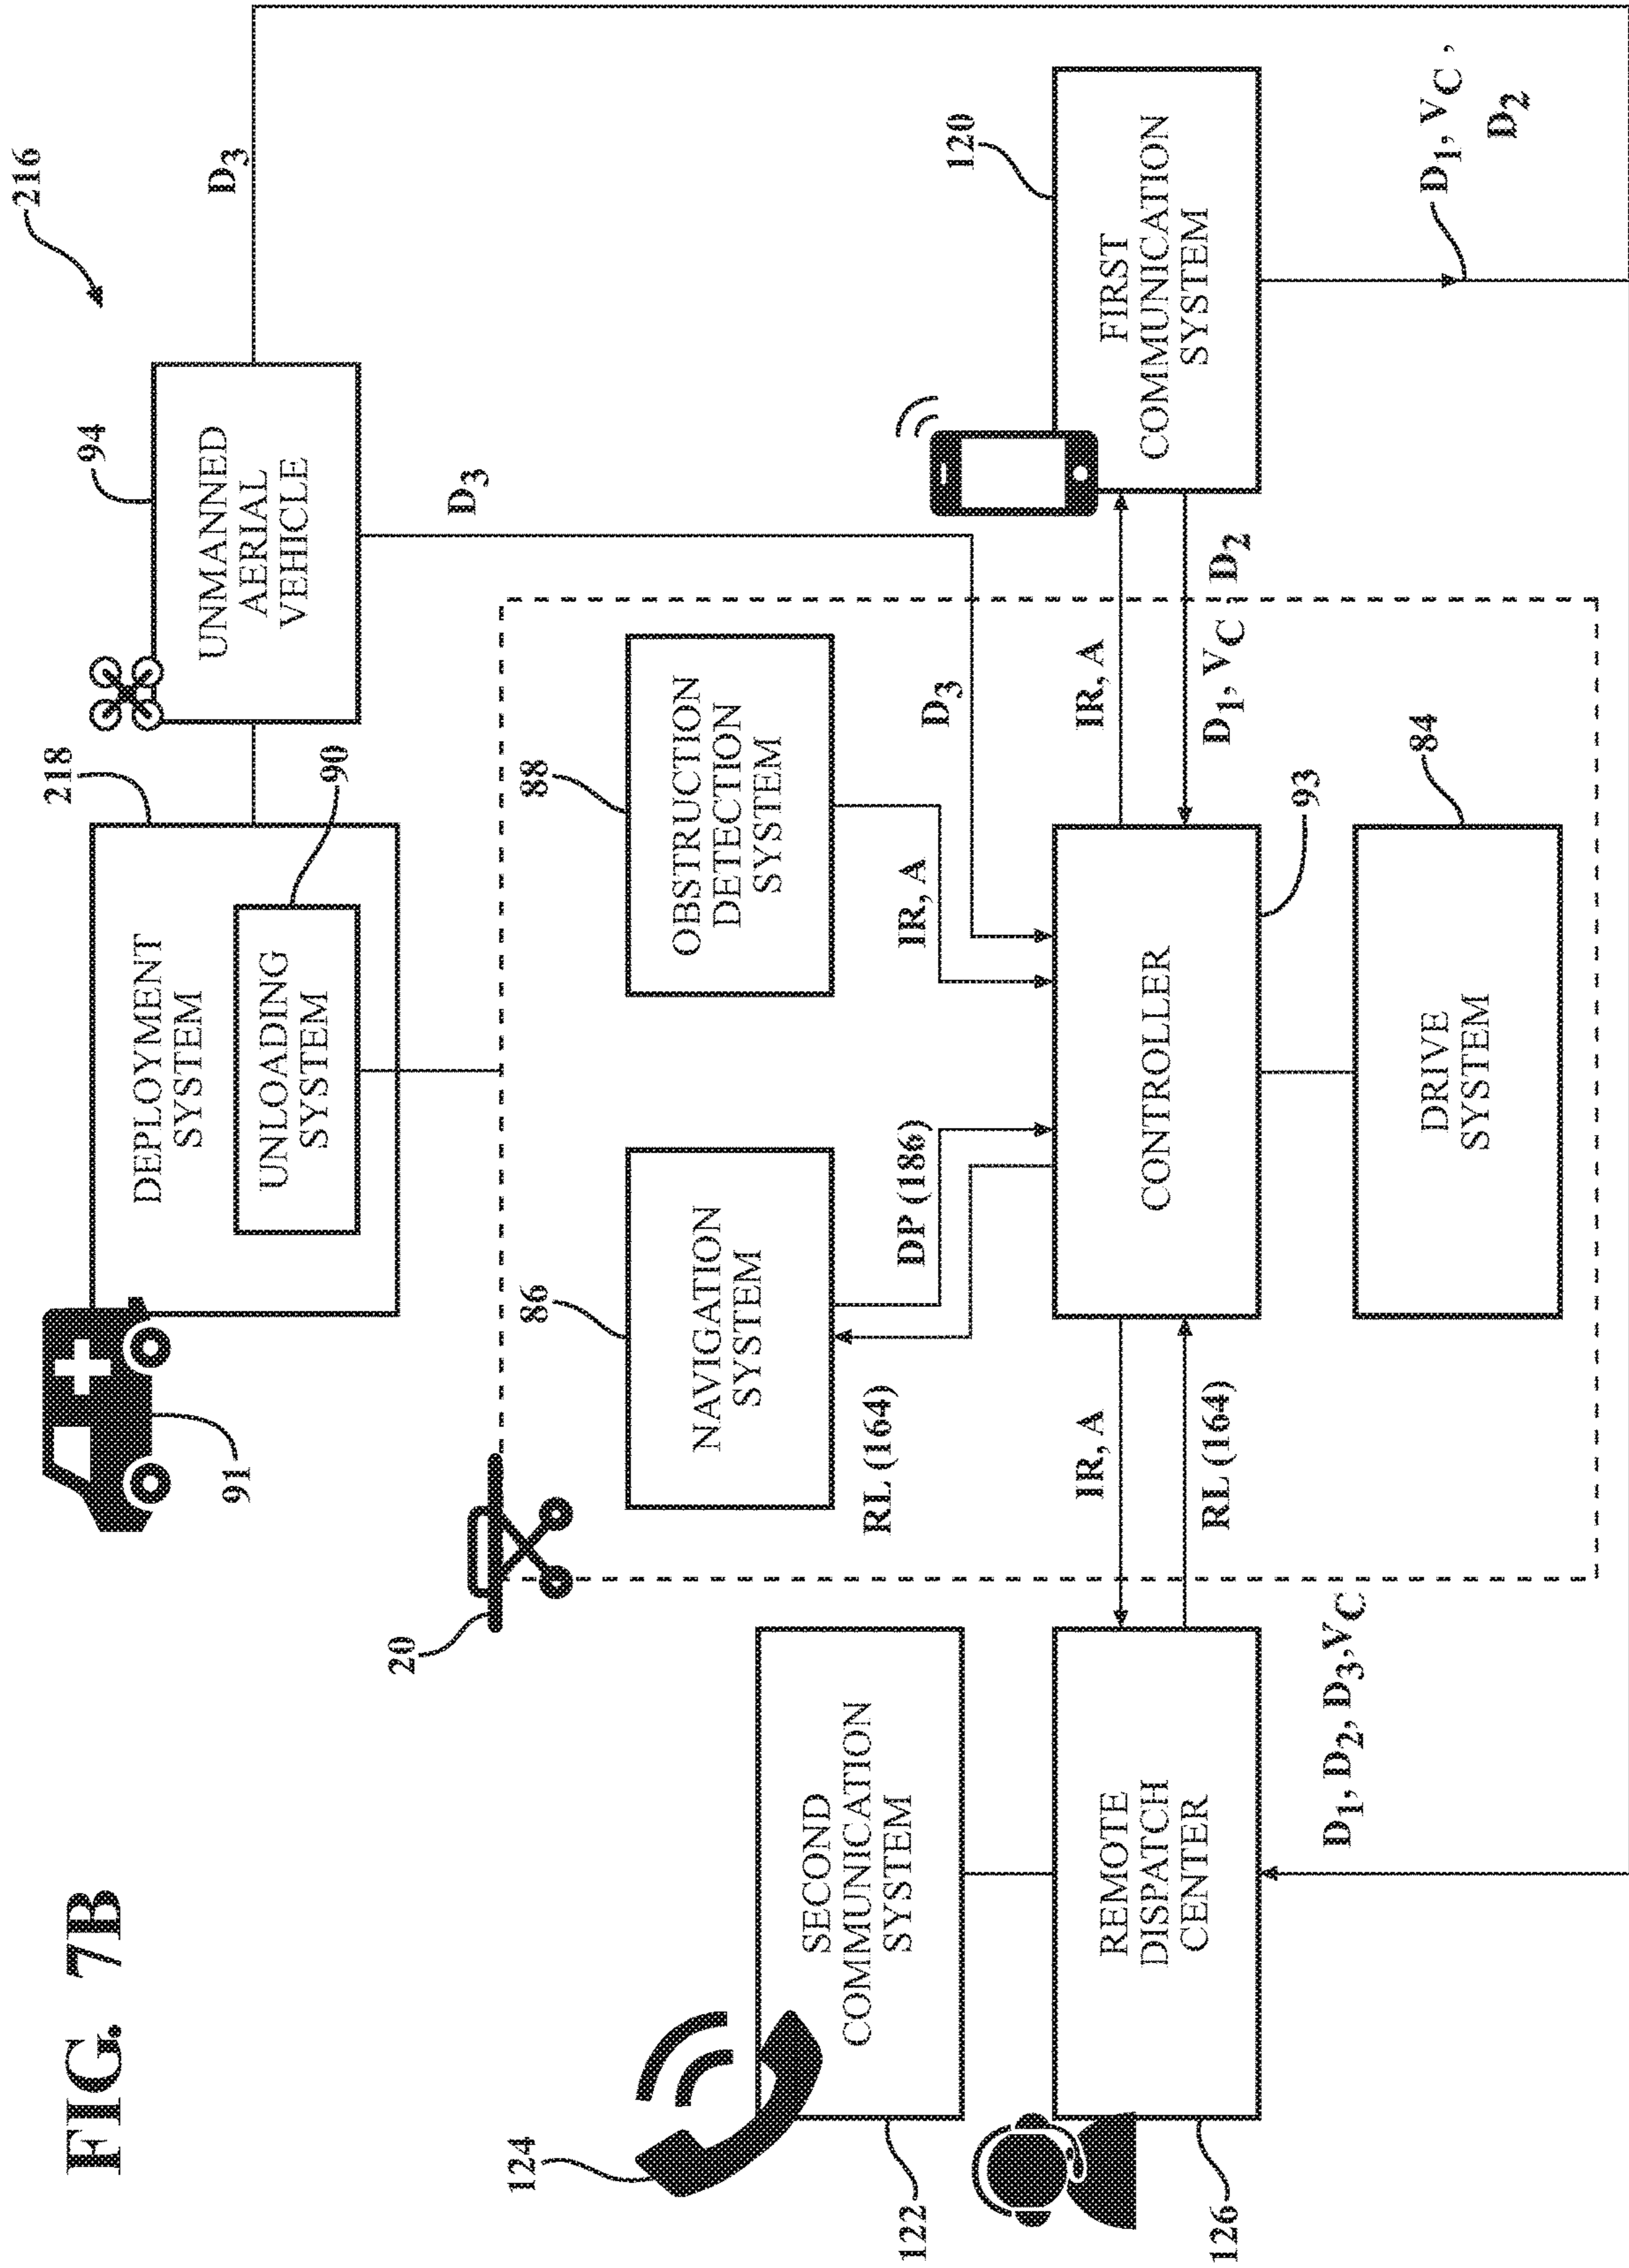 FIG. 7B
216
91
DEPLOYMENT
SYSTEM
218
UNLOADING
SYSTEM
90
UNMANNED
AERIAL
VEHICLE
94
D3
D3
20
NAVIGATION
SYSTEM
86
OBSTRUCTION
DETECTION
SYSTEM
88
RL (164)
DP (186)
IR, A
D3
124
SECOND
COMMUNICATION
SYSTEM
122
REMOTE
DISPATCH
CENTER
126
IR, A
RL (164)
CONTROLLER
93
IR, A
D1, VC, D2
FIRST
COMMUNICATION
SYSTEM
120
DRIVE
SYSTEM
84
D1, D2, D3,VC
D1, VC ,
D2